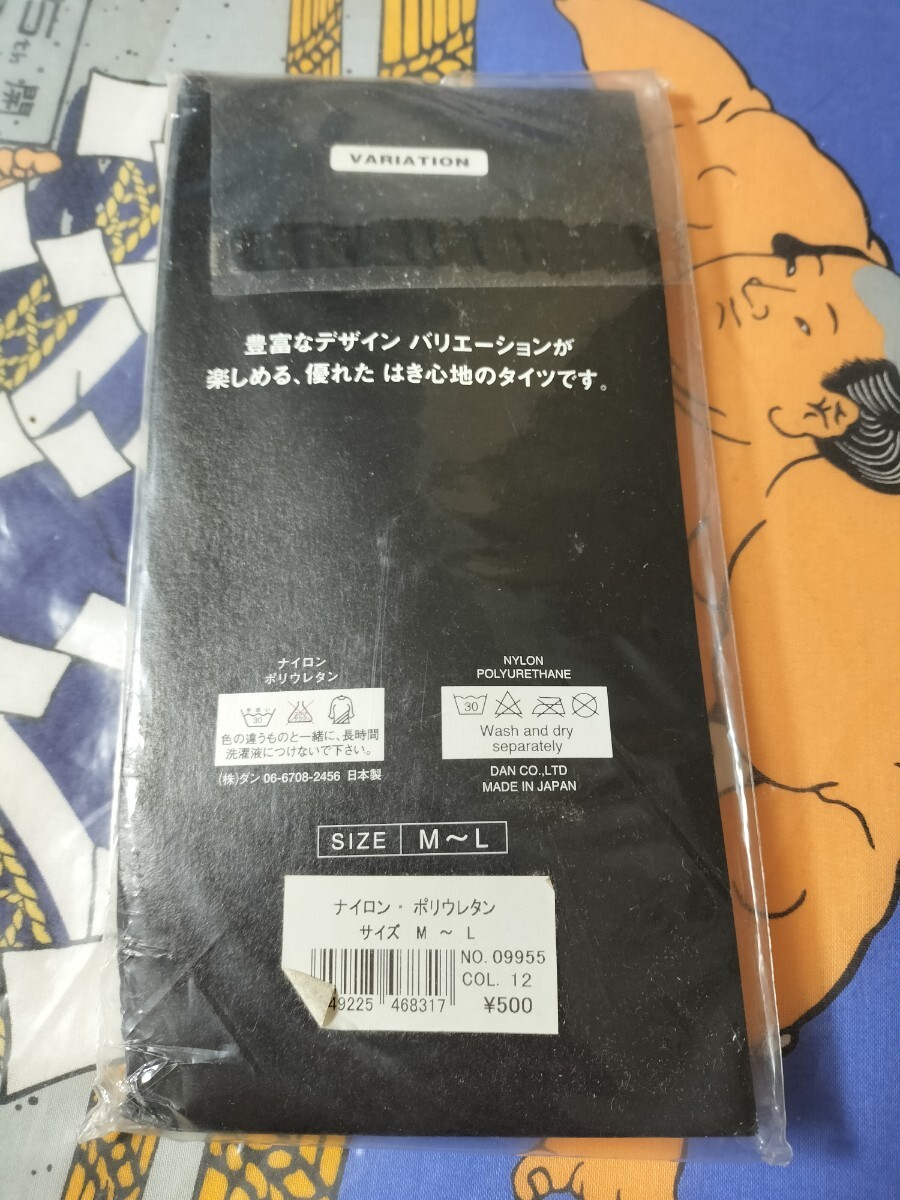 5th
開
VARIATION
豊富なデザイン バリエーションが
楽しめる、優れた はき心地のタイツです。
ナイロン
ポリウレタン
30
色の違うものと一緒に、長時間
洗濯液につけないで下さい。
(株)ダン 06-6708-2456 日本製
NYLON
POLYURETHANE
30
Wash and dry
separately
DAN CO.,LTD
MADE IN JAPAN
SIZE M～L
ナイロン・ポリウレタン
サイズ M ～ L
NO. 09955
COL. 12
49225 468317
¥500